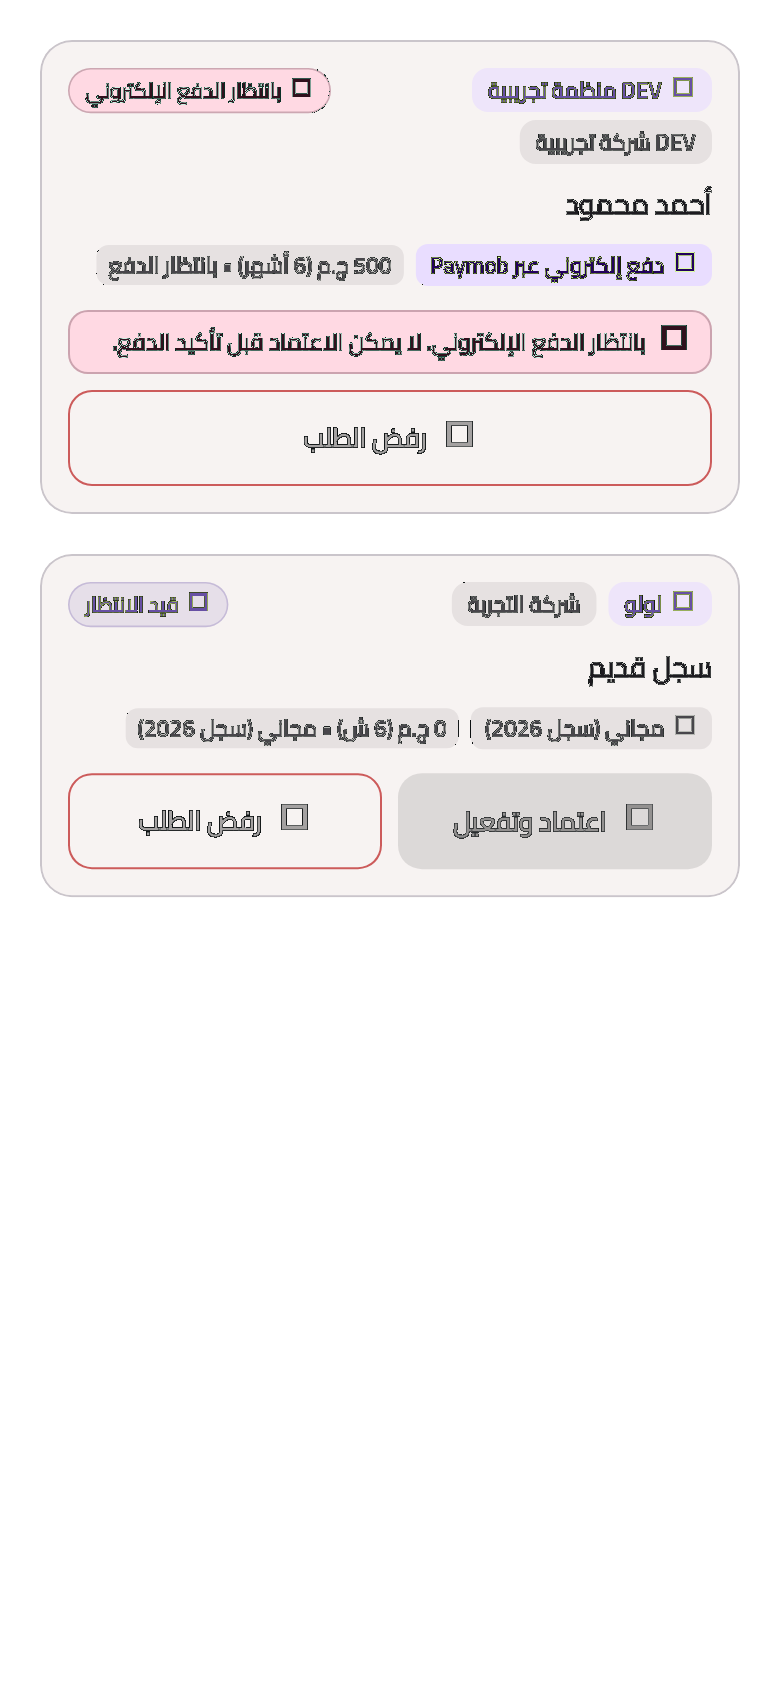 DEV منظمة تجريبية
بانتظار الدفع الإلكتروني
DEV شركة تجريبية
أحمد محمود
دفع إلكتروني عبر Paymob
500 ج.م (6 أشهر) • بانتظار الدفع
بانتظار الدفع الإلكتروني. لا يمكن الاعتماد قبل تأكيد الدفع.
رفض الطلب
لولو
شركة التجربة
قيد الانتظار
سجل قديم
مجاني (سجل 2026)
0 ج.م (6 ش) • مجاني (سجل 2026)
اعتماد وتفعيل
رفض الطلب